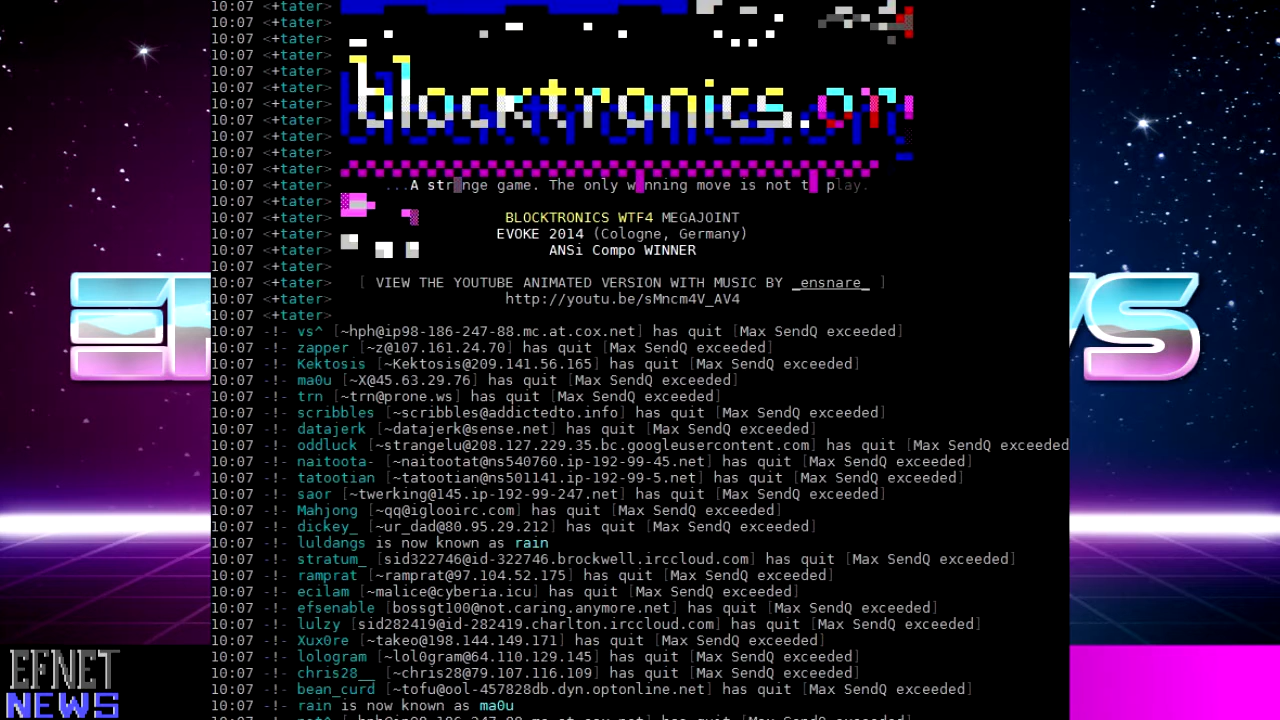 10:07 <+tater>
10:07 <+tater>
10:07 <+tater>
10:07 <+tater>
10:07 <+tater>
10:07 <+tater>
10:07 <+tater> blocktronics.or
10:07 <+tater>
10:07 <+tater>
10:07 <+tater>
10:07 <+tater>
10:07 <+tater> ...A strange game. The only winning move is not t play.
10:07 <+tater>
10:07 <+tater> BLOCKTRONICS WTF4 MEGAJOINT
10:07 <+tater> EVOKE 2014 (Cologne, Germany)
10:07 <+tater> ANSi Compo WINNER
10:07 <+tater>
10:07 <+tater> [ VIEW THE YOUTUBE ANIMATED VERSION WITH MUSIC BY _ensnare_ ]
10:07 <+tater> http://youtu.be/sMncm4V_AV4
10:07 <+tater>
10:07 -!- vs^ [~hph@ip98-186-247-88.mc.at.cox.net] has quit [Max SendQ exceeded]
10:07 -!- zapper [~z@107.161.24.70] has quit [Max SendQ exceeded]
10:07 -!- Kektosis [~Kektosis@209.141.56.165] has quit [Max SendQ exceeded]
10:07 -!- ma0u [~X@45.63.29.76] has quit [Max SendQ exceeded]
10:07 -!- trn [~trn@prone.ws] has quit [Max SendQ exceeded]
10:07 -!- scribbles [~scribbles@addictedto.info] has quit [Max SendQ exceeded]
10:07 -!- datajerk [~datajerk@sense.net] has quit [Max SendQ exceeded]
10:07 -!- oddluck [~strangelu@208.127.229.35.bc.googleusercontent.com] has quit [Max SendQ exceeded
10:07 -!- naitoota- [~naitootat@ns540760.ip-192-99-45.net] has quit [Max SendQ exceeded]
10:07 -!- tatootian [~tatootian@ns501141.ip-192-99-5.net] has quit [Max SendQ exceeded]
10:07 -!- saor [~twerking@145.ip-192-99-247.net] has quit [Max SendQ exceeded]
10:07 -!- Mahjong [~qq@iglooirc.com] has quit [Max SendQ exceeded]
10:07 -!- dickey_ [~ur_dad@80.95.29.212] has quit [Max SendQ exceeded]
10:07 -!- luldangs is now known as rain
10:07 -!- stratum_ [sid322746@id-322746.brockwell.irccloud.com] has quit [Max SendQ exceeded]
10:07 -!- ramprat [~ramprat@97.104.52.175] has quit [Max SendQ exceeded]
10:07 -!- ecilam [~malice@cyberia.icu] has quit [Max SendQ exceeded]
10:07 -!- efsenable [bossgt100@not.caring.anymore.net] has quit [Max SendQ exceeded]
10:07 -!- lulzy [sid282419@id-282419.charlton.irccloud.com] has quit [Max SendQ exceeded]
10:07 -!- Xux0re [~takeo@198.144.149.171] has quit [Max SendQ exceeded]
10:07 -!- lologram [~lol0gram@64.110.129.145] has quit [Max SendQ exceeded]
10:07 -!- chris28__ [~chris28@79.107.116.109] has quit [Max SendQ exceeded]
10:07 -!- bean_curd [~tofu@ool-457828db.dyn.optonline.net] has quit [Max SendQ exceeded]
10:07 -!- rain is now known as ma0u
EFNET
NEWS